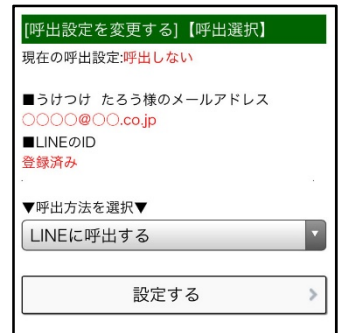 [呼出設定を変更する]【呼出選択】
現在の呼出設定:呼出しない
■うけつけ たろう様のメールアドレス
○○○○@○○.co.jp
■LINEのID
登録済み
▼呼出方法を選択▼
LINEに呼出する
設定する